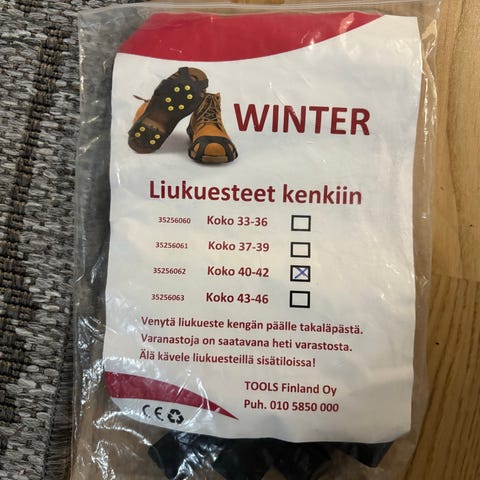 WINTER
Liukuesteet kenkiin
35256060 Koko 33-36
35256061 Koko 37-39
35256062 Koko 40-42
35256063 Koko 43-46
Venytä liukueste kengän päälle takaläpästä.
Varanastoja on saatavana heti varastosta.
Älä kävele liukuesteillä sisätiloissa!
TOOLS Finland Oy
Puh. 010 5850 000
CE